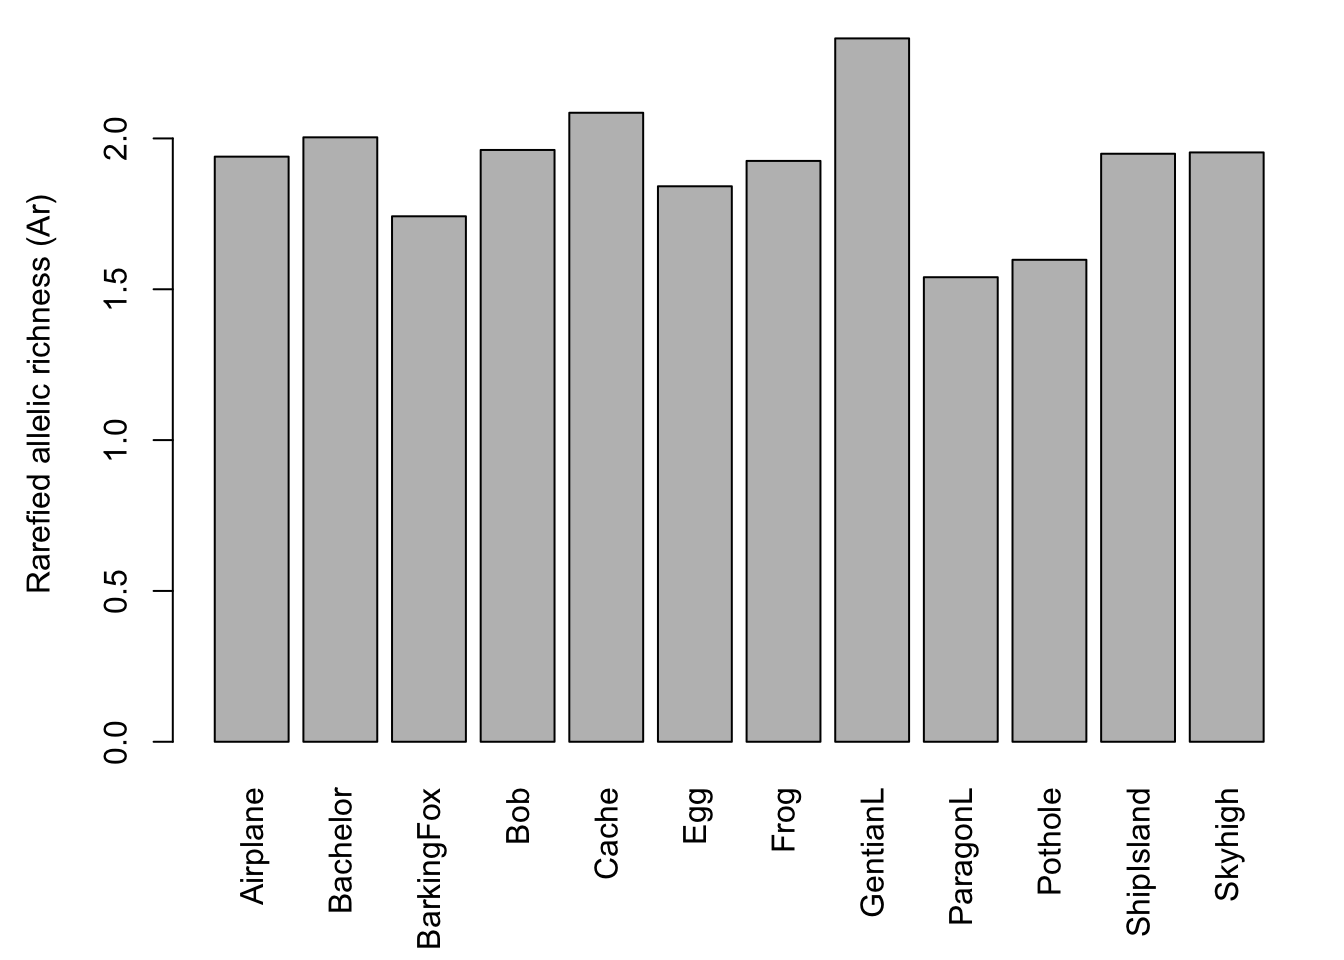 Rarefied allelic richness (Ar)
2.0
1.5
1.0
0.5
0.0
Airplane
Bachelor
BarkingFox
Bob
Cache
Egg
Frog
GentianL
ParagonL
Pothole
ShipIsland
Skyhigh